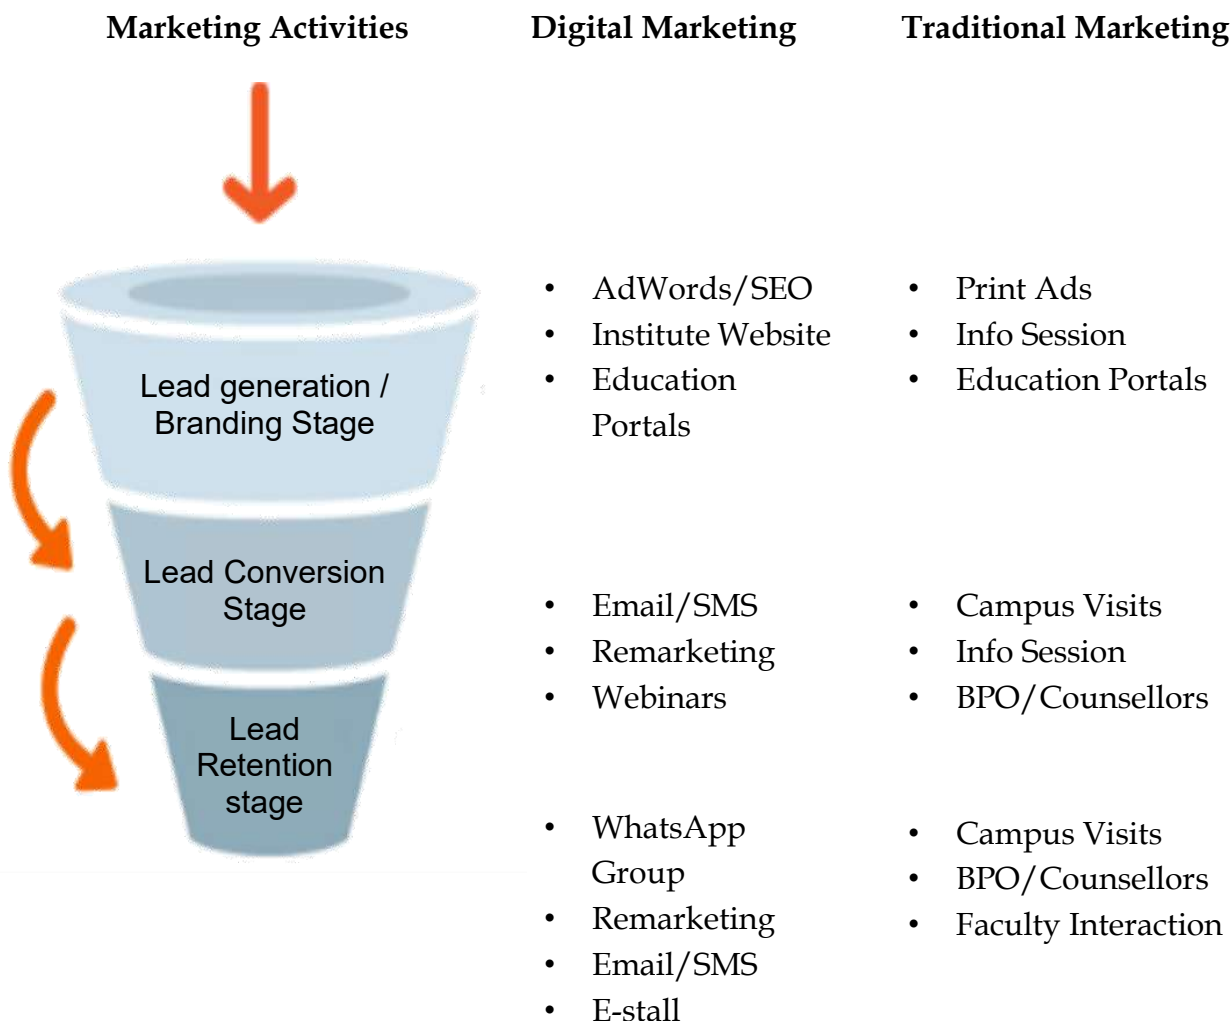 Marketing Activities
Digital Marketing
Traditional Marketing
Lead generation /
Branding Stage
• AdWords/SEO
• Institute Website
• Education
Portals
• Print Ads
• Info Session
• Education Portals
Lead Conversion
Stage
• Email/SMS
• Remarketing
• Webinars
• Campus Visits
• Info Session
• BPO/Counsellors
Lead
Retention
stage
• WhatsApp
Group
• Remarketing
• Email/SMS
• E-stall
• Campus Visits
• BPO/Counsellors
• Faculty Interaction